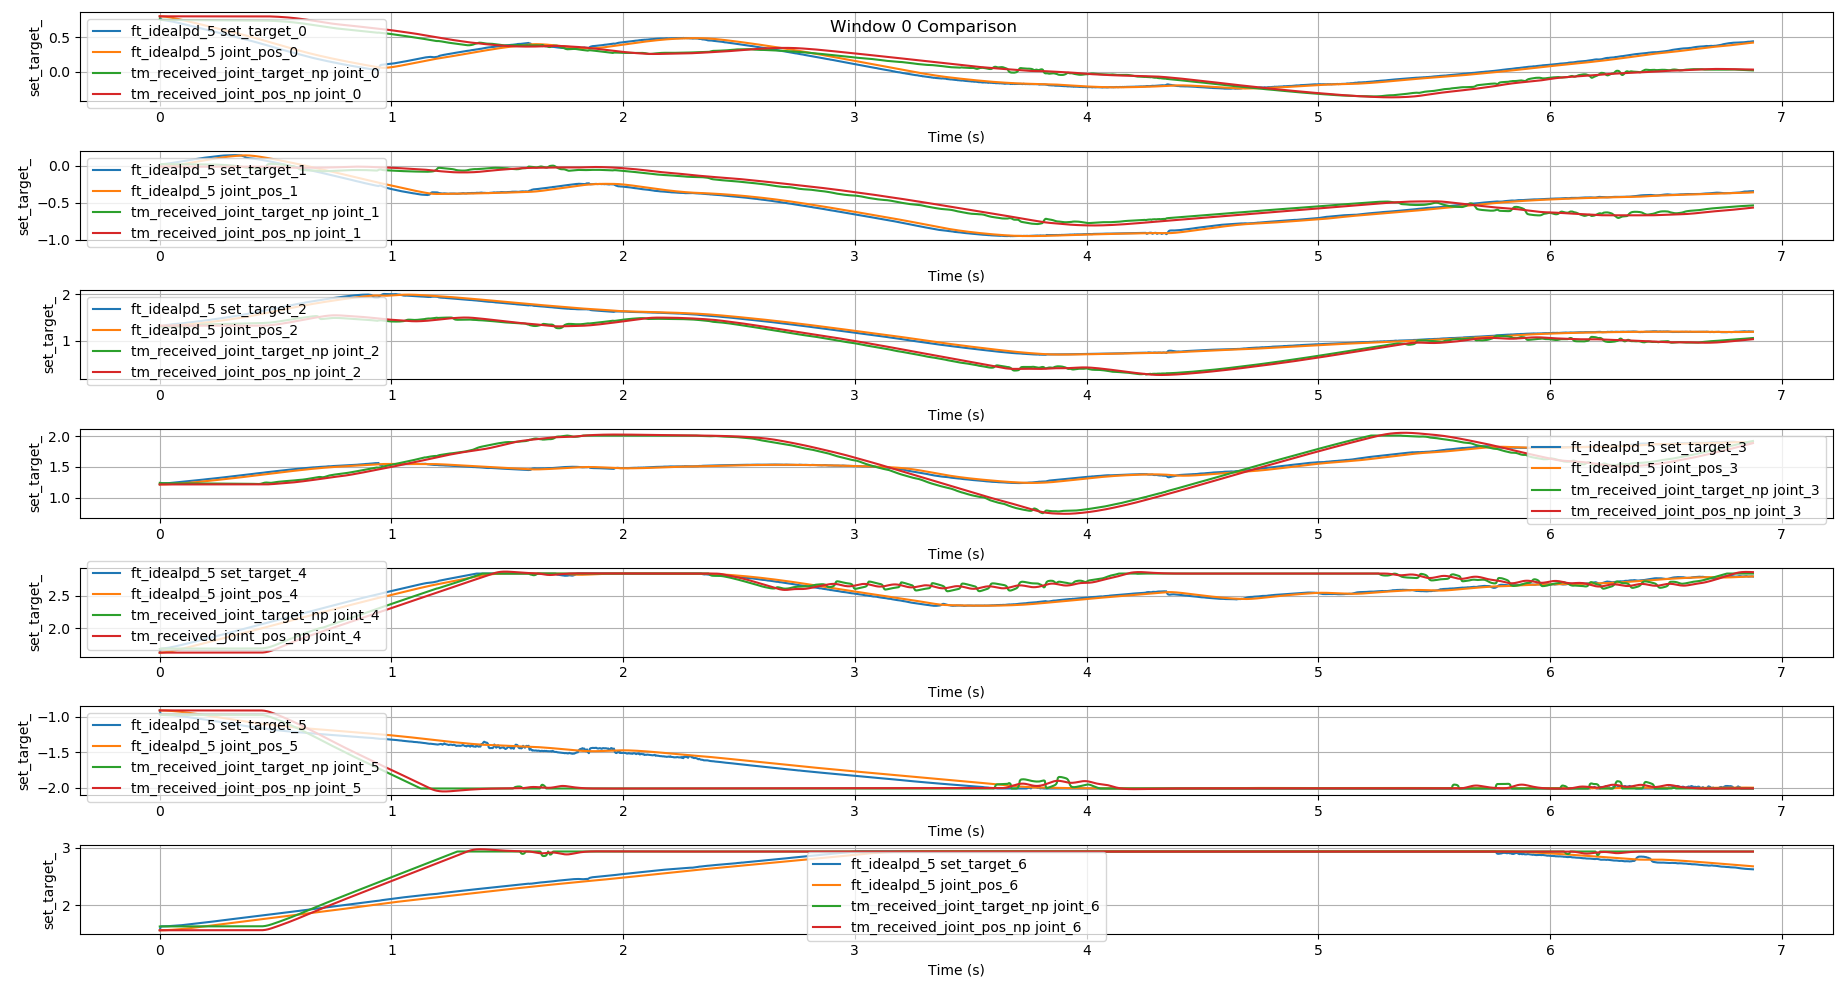 Window 0 Comparison
set_target_
0.5
0.0
ft_idealpd_5 set_target_0
ft_idealpd_5 joint_pos_0
tm_received_joint_target_np joint_0
tm_received_joint_pos_np joint_0
0 1 2 3 4 5 6 7
Time (s)
set_target_
0.0
−0.5
−1.0
ft_idealpd_5 set_target_1
ft_idealpd_5 joint_pos_1
tm_received_joint_target_np joint_1
tm_received_joint_pos_np joint_1
0 1 2 3 4 5 6 7
Time (s)
set_target_
2
1
ft_idealpd_5 set_target_2
ft_idealpd_5 joint_pos_2
tm_received_joint_target_np joint_2
tm_received_joint_pos_np joint_2
0 1 2 3 4 5 6 7
Time (s)
set_target_
2.0
1.5
1.0
ft_idealpd_5 set_target_3
ft_idealpd_5 joint_pos_3
tm_received_joint_target_np joint_3
tm_received_joint_pos_np joint_3
0 1 2 3 4 5 6 7
Time (s)
set_target_
2.5
2.0
ft_idealpd_5 set_target_4
ft_idealpd_5 joint_pos_4
tm_received_joint_target_np joint_4
tm_received_joint_pos_np joint_4
0 1 2 3 4 5 6 7
Time (s)
set_target_
−1.0
−1.5
−2.0
ft_idealpd_5 set_target_5
ft_idealpd_5 joint_pos_5
tm_received_joint_target_np joint_5
tm_received_joint_pos_np joint_5
0 1 2 3 4 5 6 7
Time (s)
set_target_
3
2
ft_idealpd_5 set_target_6
ft_idealpd_5 joint_pos_6
tm_received_joint_target_np joint_6
tm_received_joint_pos_np joint_6
0 1 2 3 4 5 6 7
Time (s)